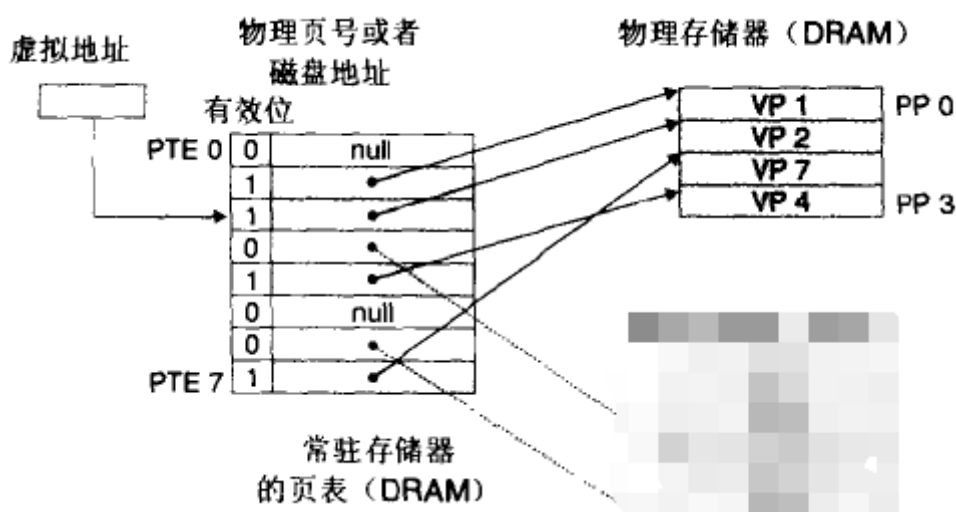 虚拟地址
物理页号或者
磁盘地址
有效位
物理存储器（DRAM）
PTE 0 0 null
1
1
0
1
0 null
0
PTE 7 1
VP 1 PP 0
VP 2
VP 7
VP 4 PP 3
常驻存储器
的页表（DRAM）